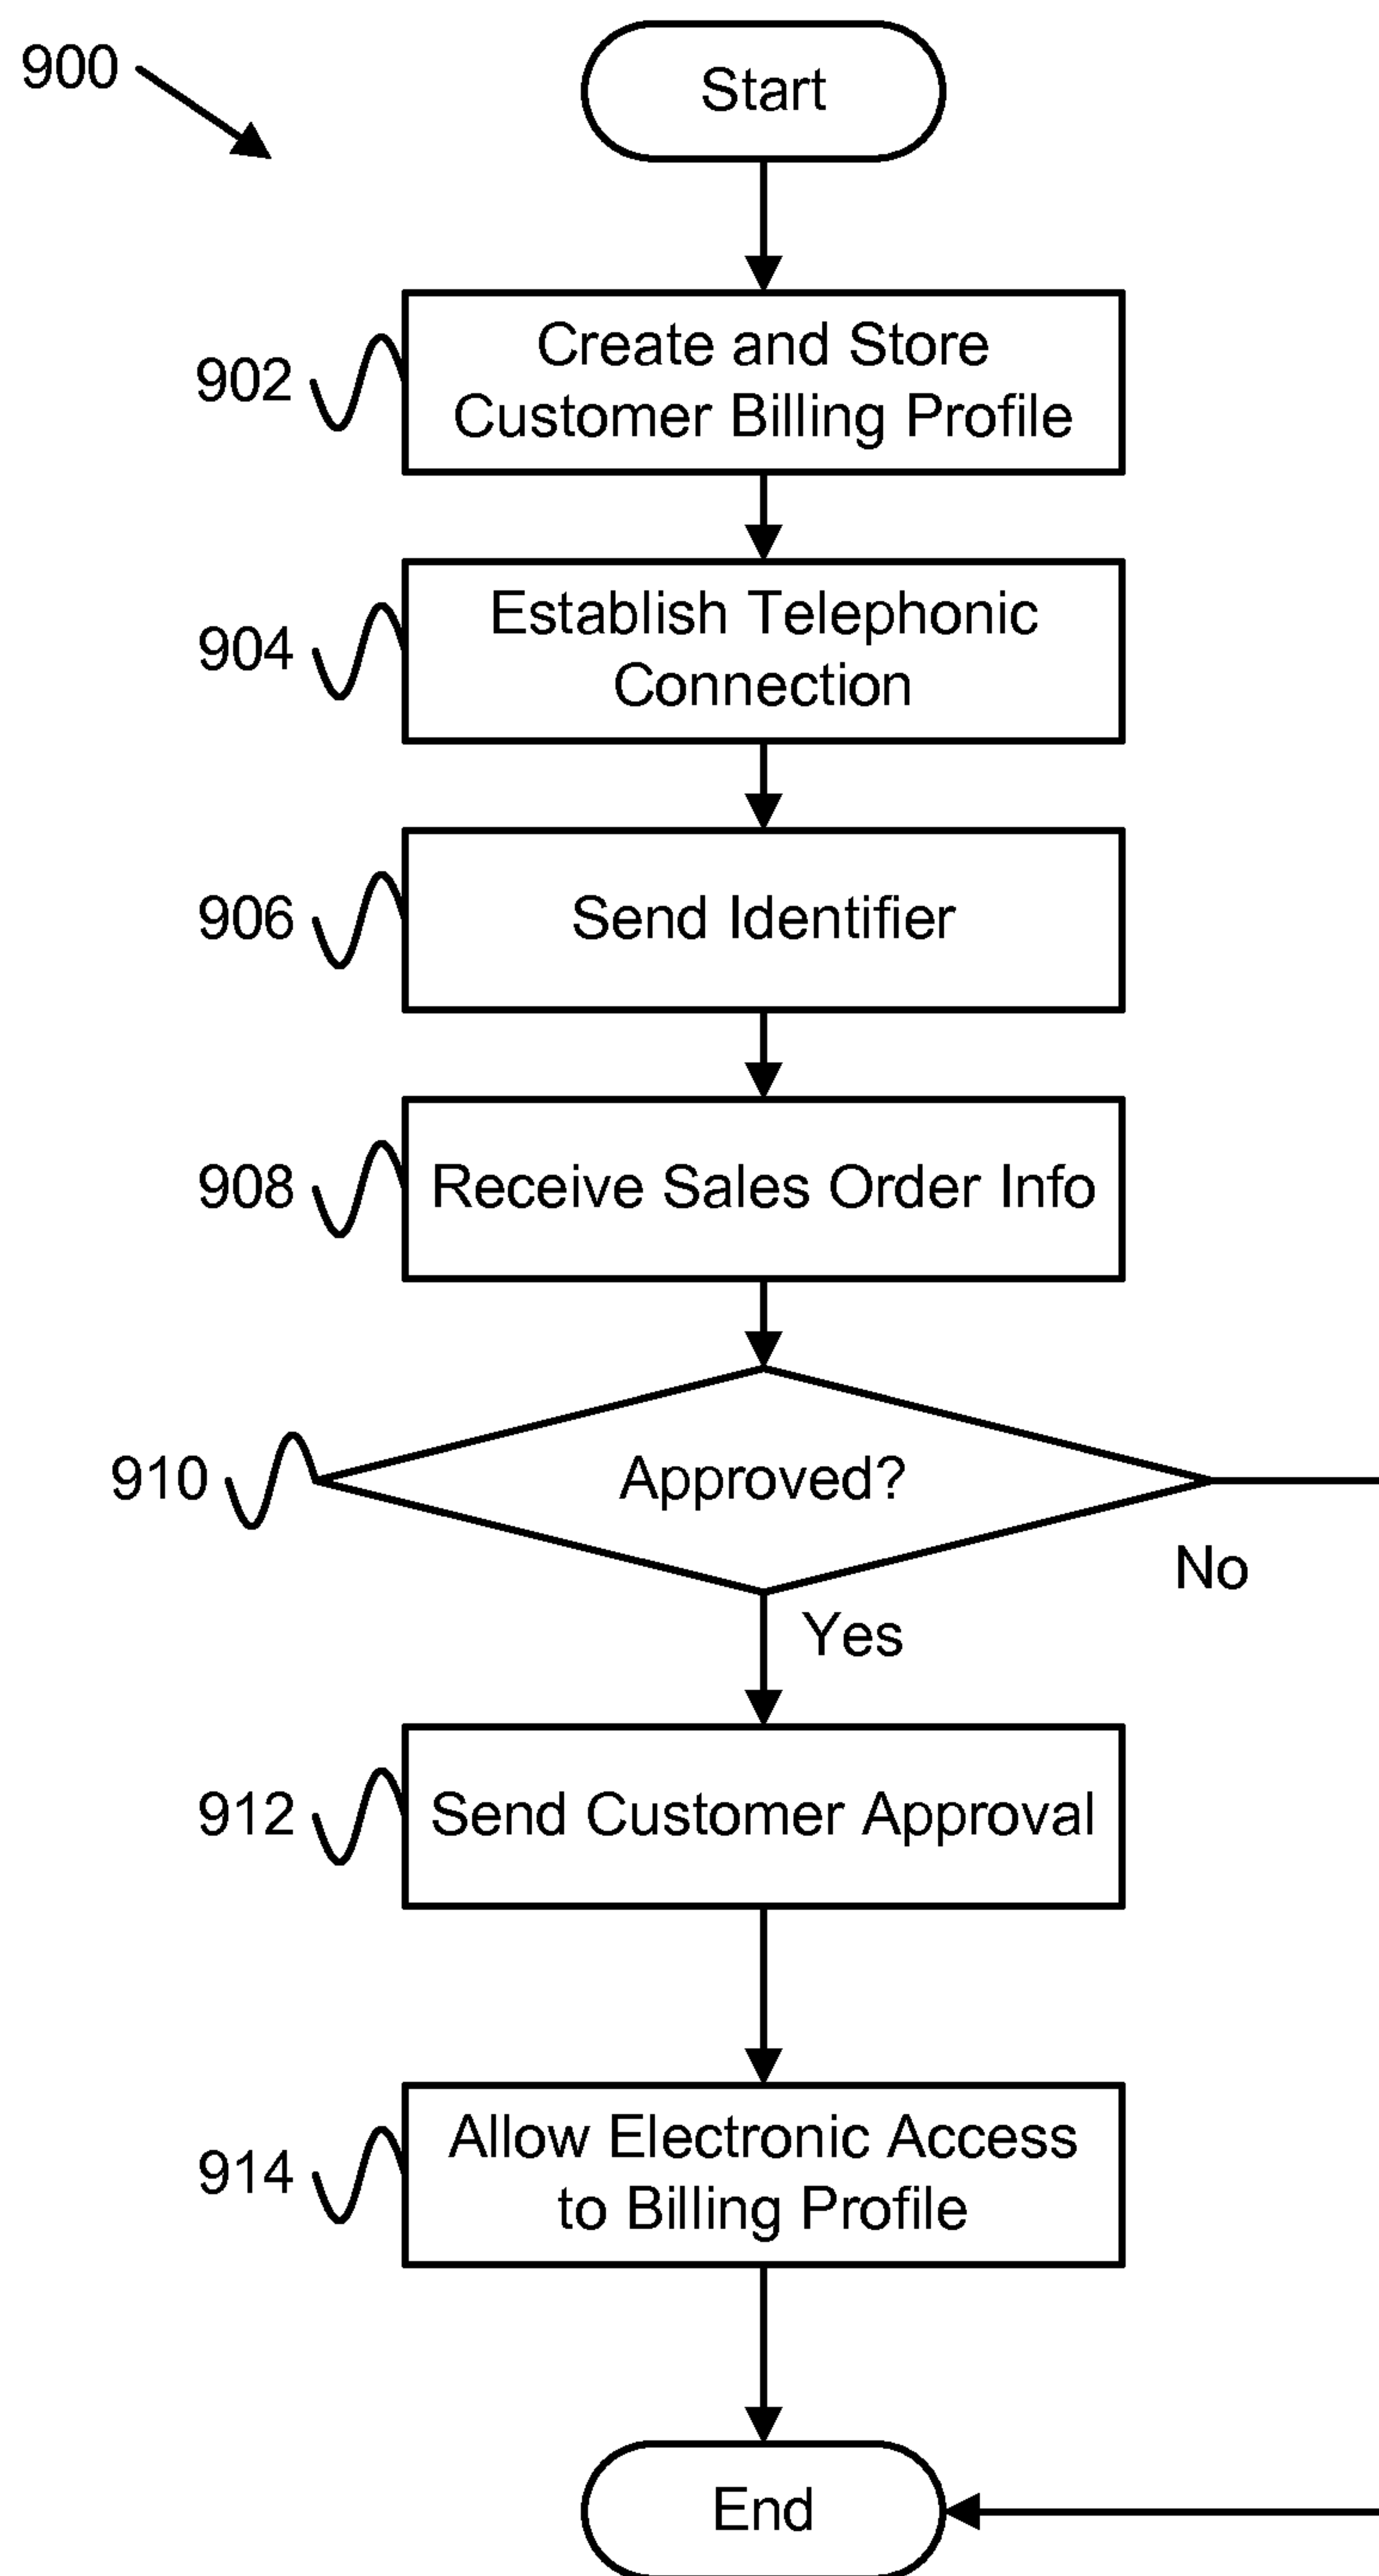 900
Start
902
Create and Store
Customer Billing Profile
904
Establish Telephonic
Connection
906
Send Identifier
908
Receive Sales Order Info
910
Approved?
No
Yes
912
Send Customer Approval
914
Allow Electronic Access
to Billing Profile
End